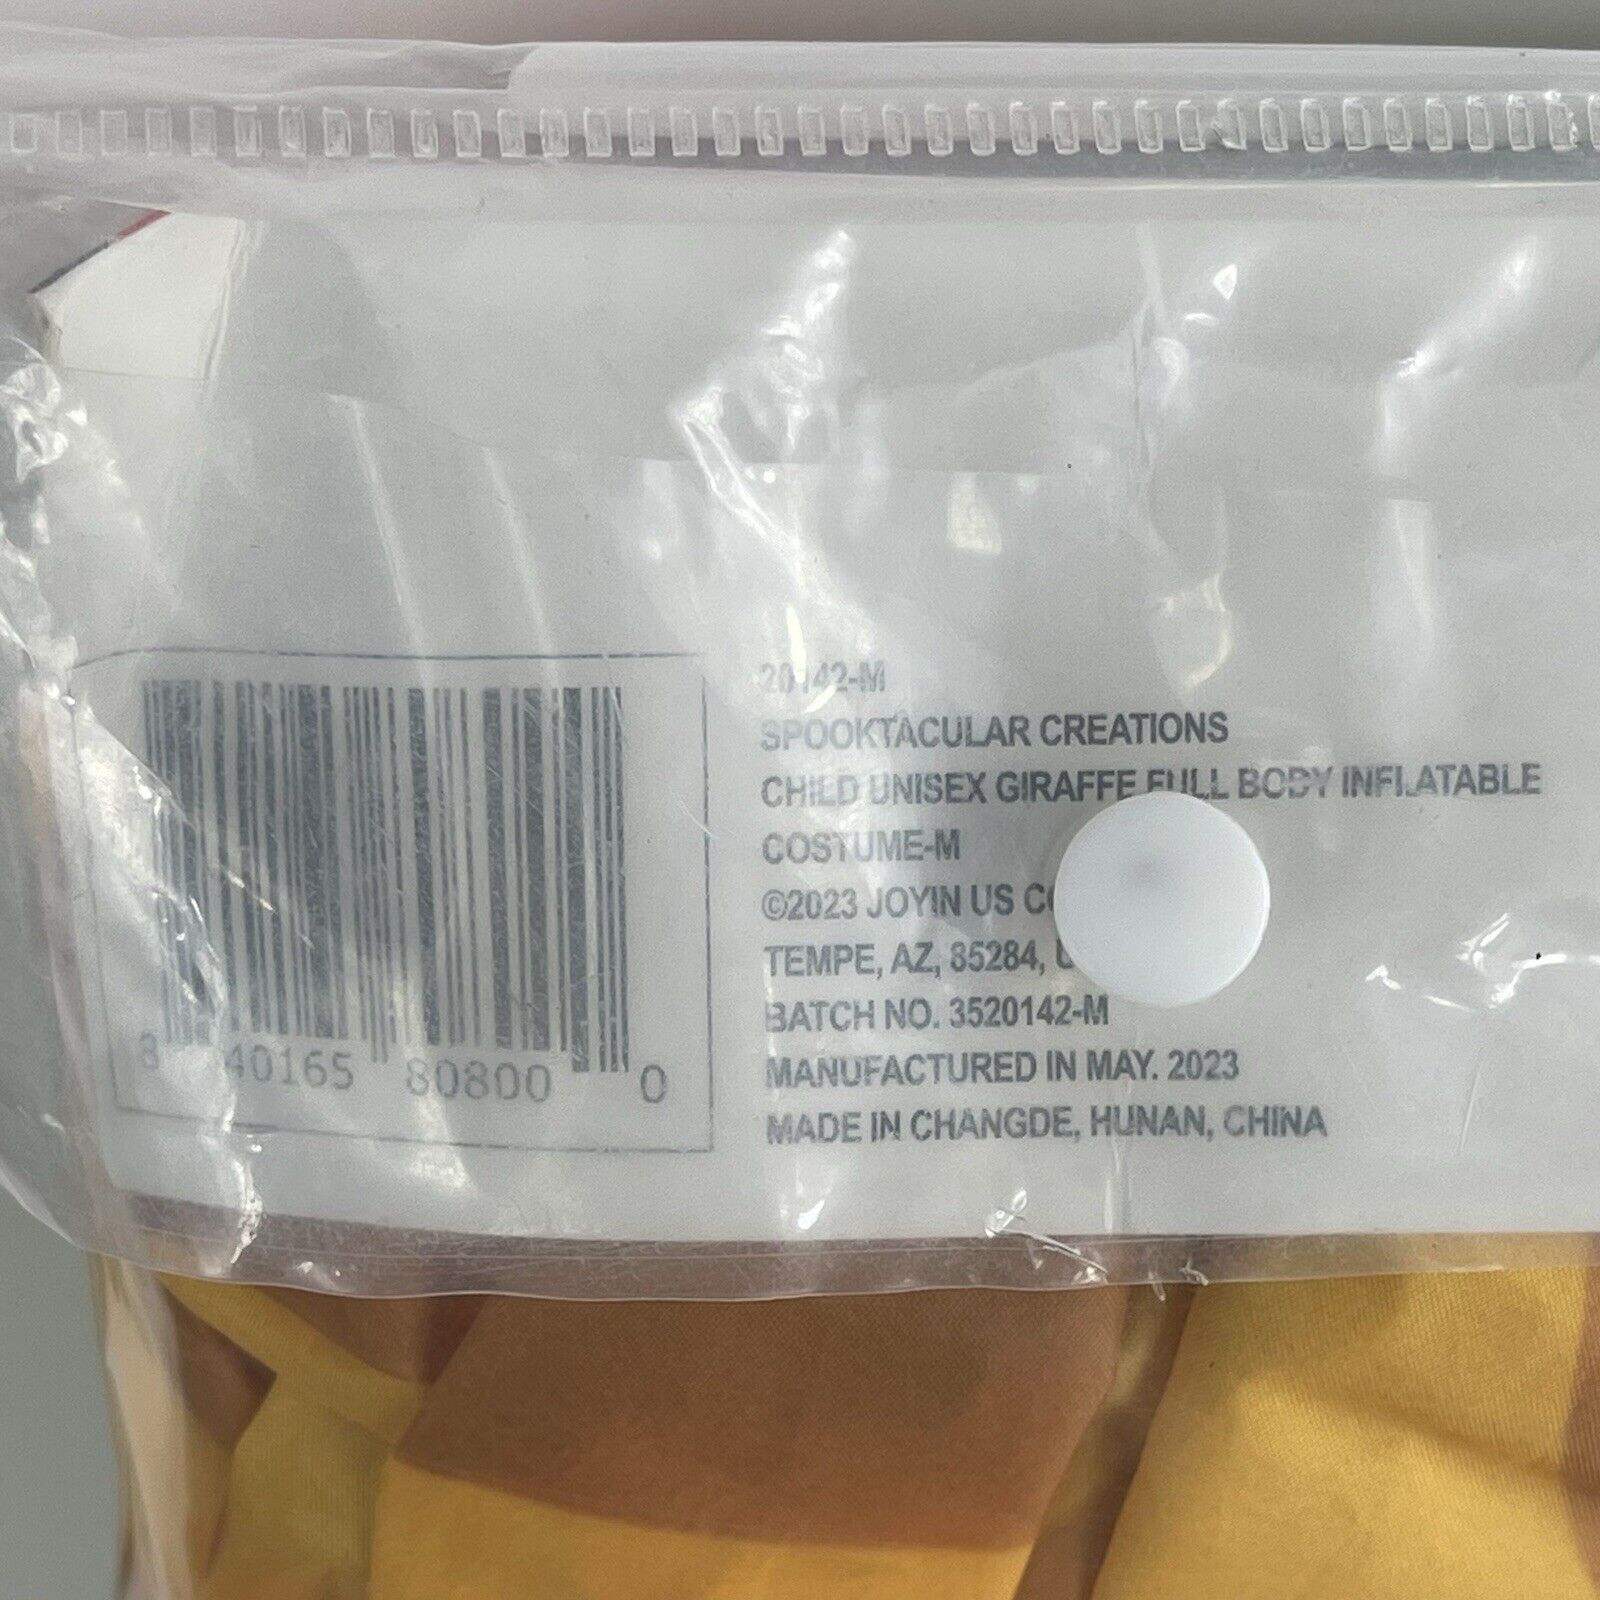 20142-M
SPOOKTACULAR CREATIONS
CHILD UNISEX GIRAFFE FULL BODY INFLATABLE
COSTUME-M
©2023 JOYIN US
TEMPE, AZ, 85284,
BATCH NO. 3520142-M
MANUFACTURED IN MAY. 2023
MADE IN CHANGDE, HUNAN, CHINA
8 40165 80800 0